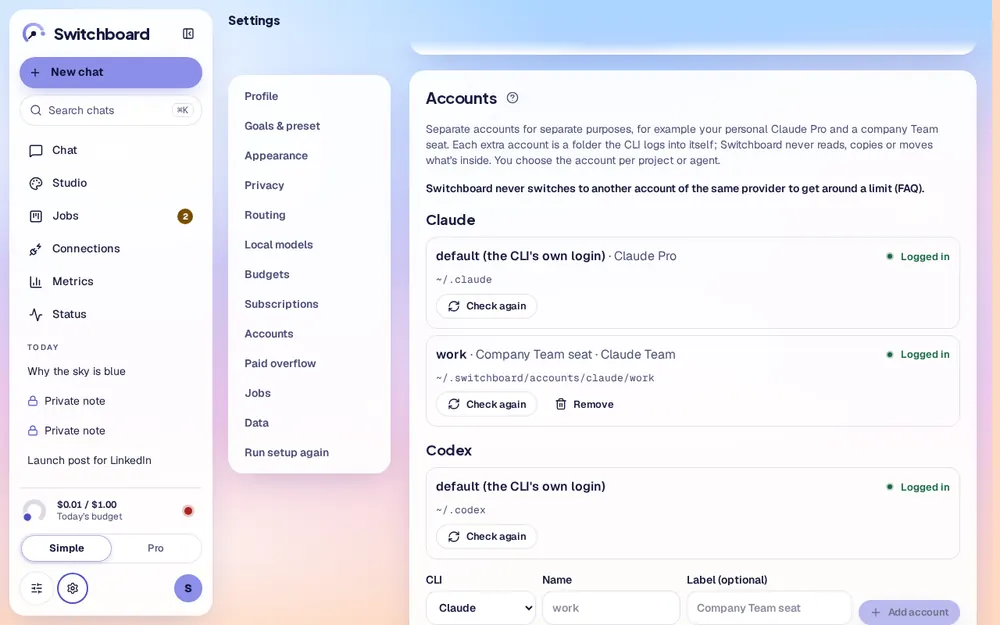 Switchboard
New chat
Search chats
⌘K
Chat
Studio
Jobs
2
Connections
Metrics
Status
TODAY
Why the sky is blue
Private note
Private note
Launch post for LinkedIn
$0.01 / $1.00
Today's budget
Simple
Pro
S
Settings
Profile
Goals & preset
Appearance
Privacy
Routing
Local models
Budgets
Subscriptions
Accounts
Paid overflow
Jobs
Data
Run setup again
Accounts
Separate accounts for separate purposes, for example your personal Claude Pro and a company Team
seat. Each extra account is a folder the CLI logs into itself; Switchboard never reads, copies or moves
what's inside. You choose the account per project or agent.
Switchboard never switches to another account of the same provider to get around a limit (FAQ).
Claude
default (the CLI's own login) · Claude Pro
Logged in
~/.claude
Check again
work · Company Team seat · Claude Team
Logged in
~/.switchboard/accounts/claude/work
Check again
Remove
Codex
default (the CLI's own login)
Logged in
~/.codex
Check again
CLI
Name
Label (optional)
Claude
work
Company Team seat
Add account